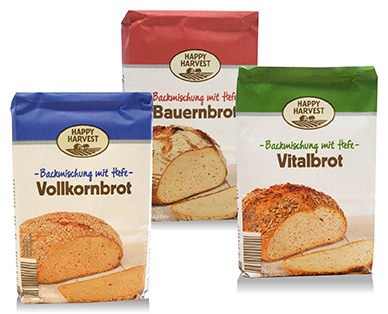 HAPPY
HARVEST
-Backmischung mit Hefe-
Vollkornbrot
HAPPY
HARVEST
-Backmischung mit Hefe-
Bauernbrot
HAPPY
HARVEST
-Backmischung mit Hefe-
Vitalbrot